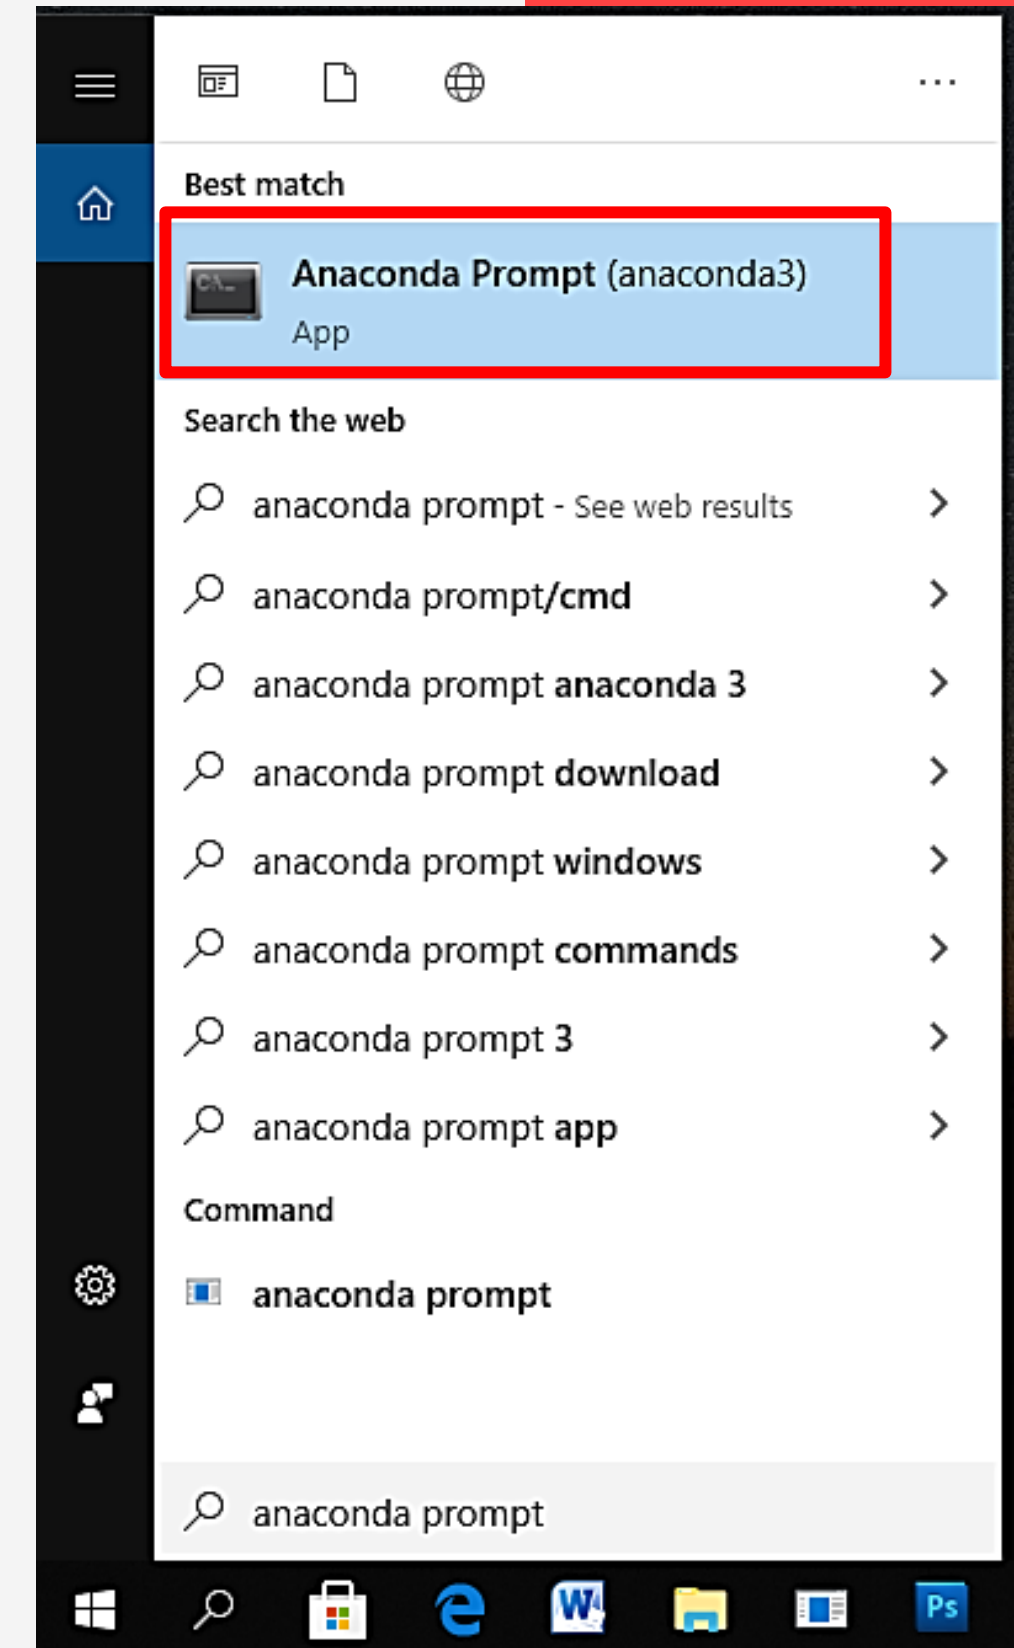 Best match
C:\_
Anaconda Prompt (anaconda3)
App
Search the web
anaconda prompt - See web results
anaconda prompt/cmd
anaconda prompt anaconda 3
anaconda prompt download
anaconda prompt windows
anaconda prompt commands
anaconda prompt 3
anaconda prompt app
Command
anaconda prompt
anaconda prompt
W
Ps